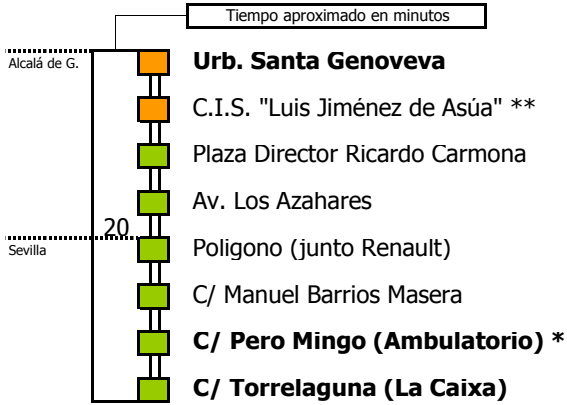 Tiempo aproximado en minutos
Alcalá de G.
Urb. Santa Genoveva
C.I.S. "Luis Jiménez de Asúa" **
Plaza Director Ricardo Carmona
Av. Los Azahares
20
Sevilla
Poligono (junto Renault)
C/ Manuel Barrios Masera
C/ Pero Mingo (Ambulatorio) *
C/ Torrelaguna (La Caixa)